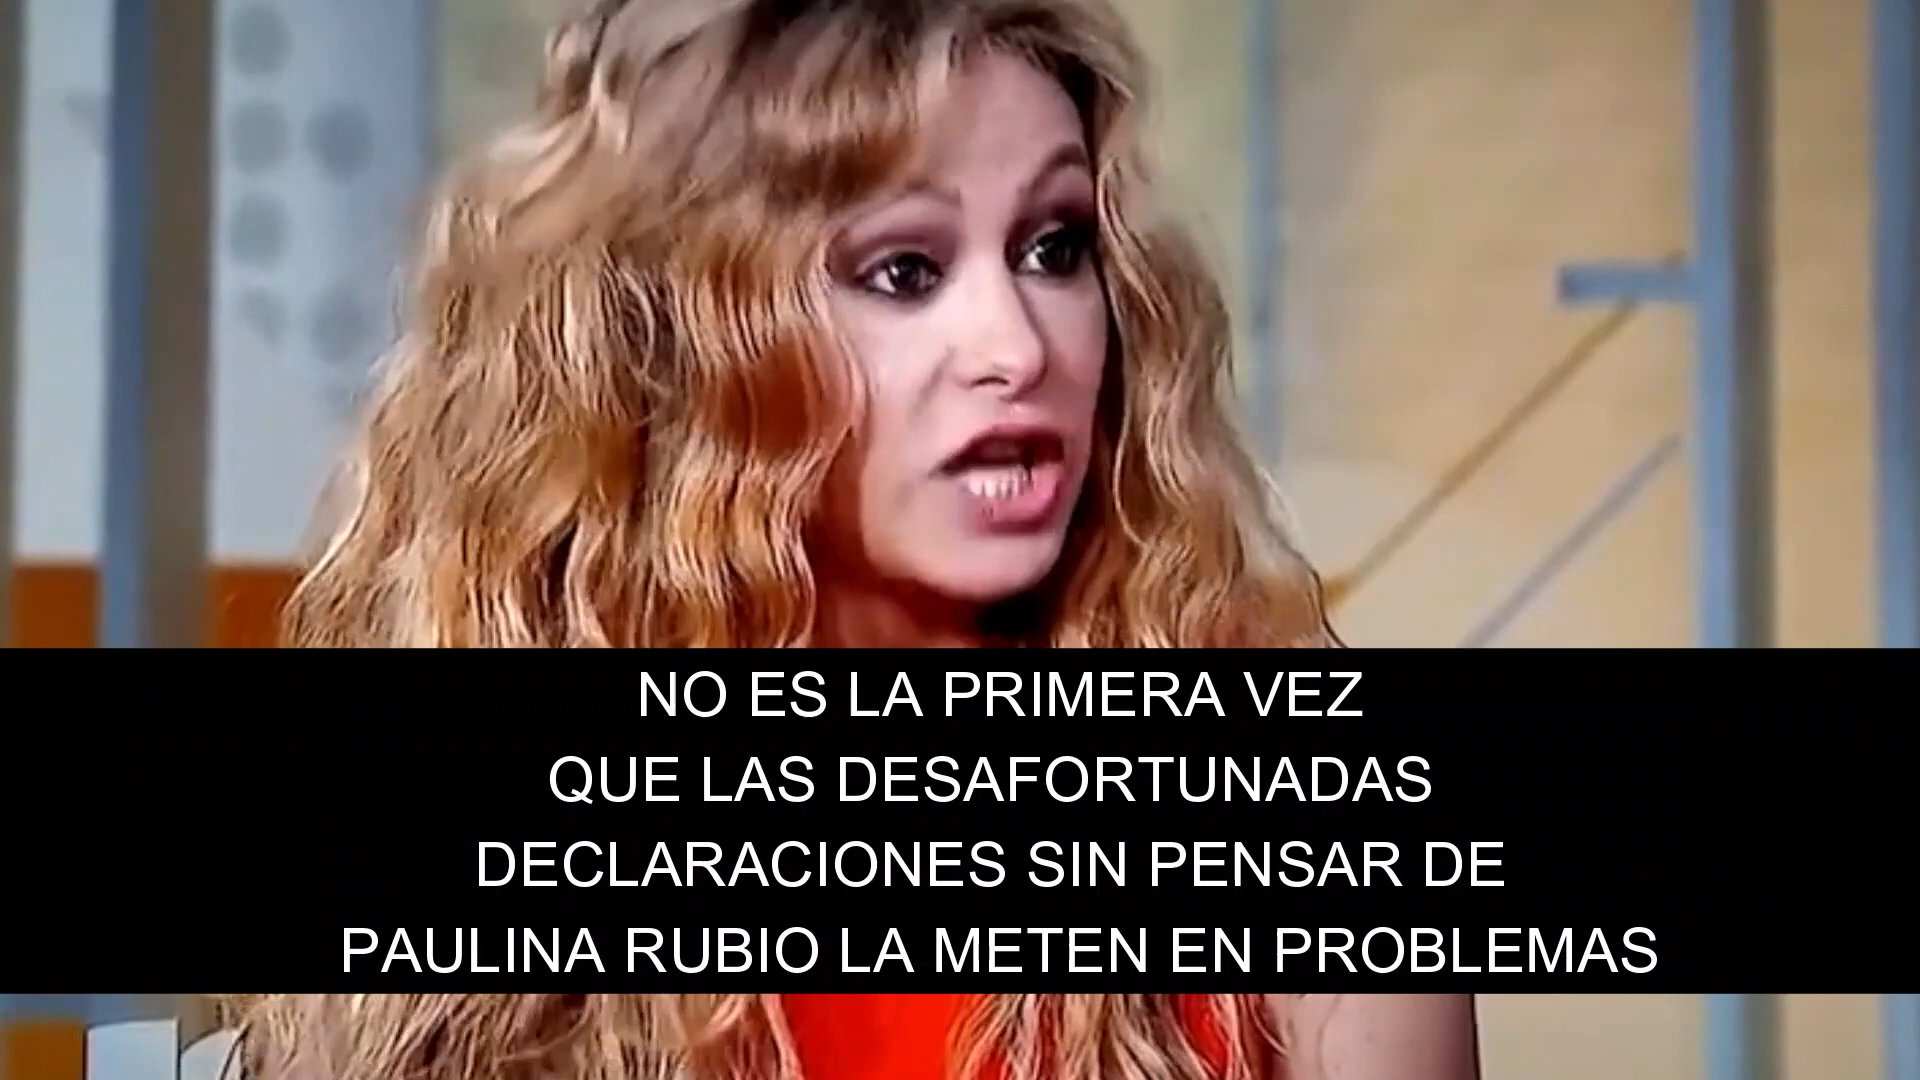 NO ES LA PRIMERA VEZ
QUE LAS DESAFORTUNADAS
DECLARACIONES SIN PENSAR DE
PAULINA RUBIO LA METEN EN PROBLEMAS